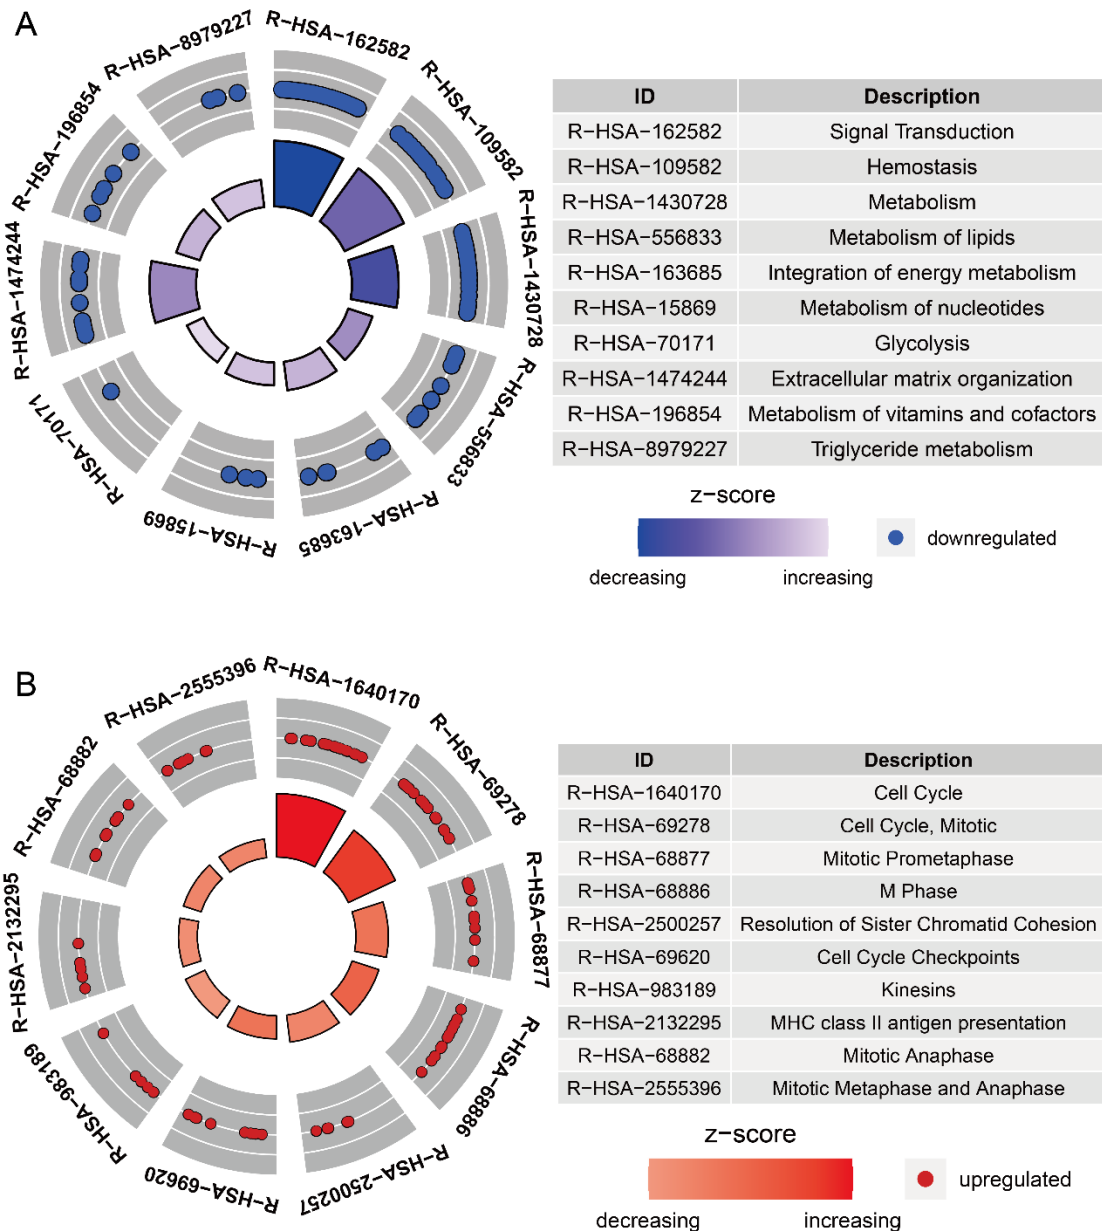 A
R-HSA-8979227
R-HSA-162582
R-HSA-109582
R-HSA-1430728
R-HSA-556833
R-HSA-163685
R-HSA-15869
R-HSA-70171
R-HSA-1474244
R-HSA-196854
ID Description
R-HSA-162582 Signal Transduction
R-HSA-109582 Hemostasis
R-HSA-1430728 Metabolism
R-HSA-556833 Metabolism of lipids
R-HSA-163685 Integration of energy metabolism
R-HSA-15869 Metabolism of nucleotides
R-HSA-70171 Glycolysis
R-HSA-1474244 Extracellular matrix organization
R-HSA-196854 Metabolism of vitamins and cofactors
R-HSA-8979227 Triglyceride metabolism
z-score
decreasing increasing
downregulated
B
R-HSA-2555396
R-HSA-1640170
R-HSA-69278
R-HSA-68877
R-HSA-68886
R-HSA-2500257
R-HSA-69620
R-HSA-983189
R-HSA-2132295
R-HSA-68882
ID Description
R-HSA-1640170 Cell Cycle
R-HSA-69278 Cell Cycle, Mitotic
R-HSA-68877 Mitotic Prometaphase
R-HSA-68886 M Phase
R-HSA-2500257 Resolution of Sister Chromatid Cohesion
R-HSA-69620 Cell Cycle Checkpoints
R-HSA-983189 Kinesins
R-HSA-2132295 MHC class II antigen presentation
R-HSA-68882 Mitotic Anaphase
R-HSA-2555396 Mitotic Metaphase and Anaphase
z-score
decreasing increasing
upregulated